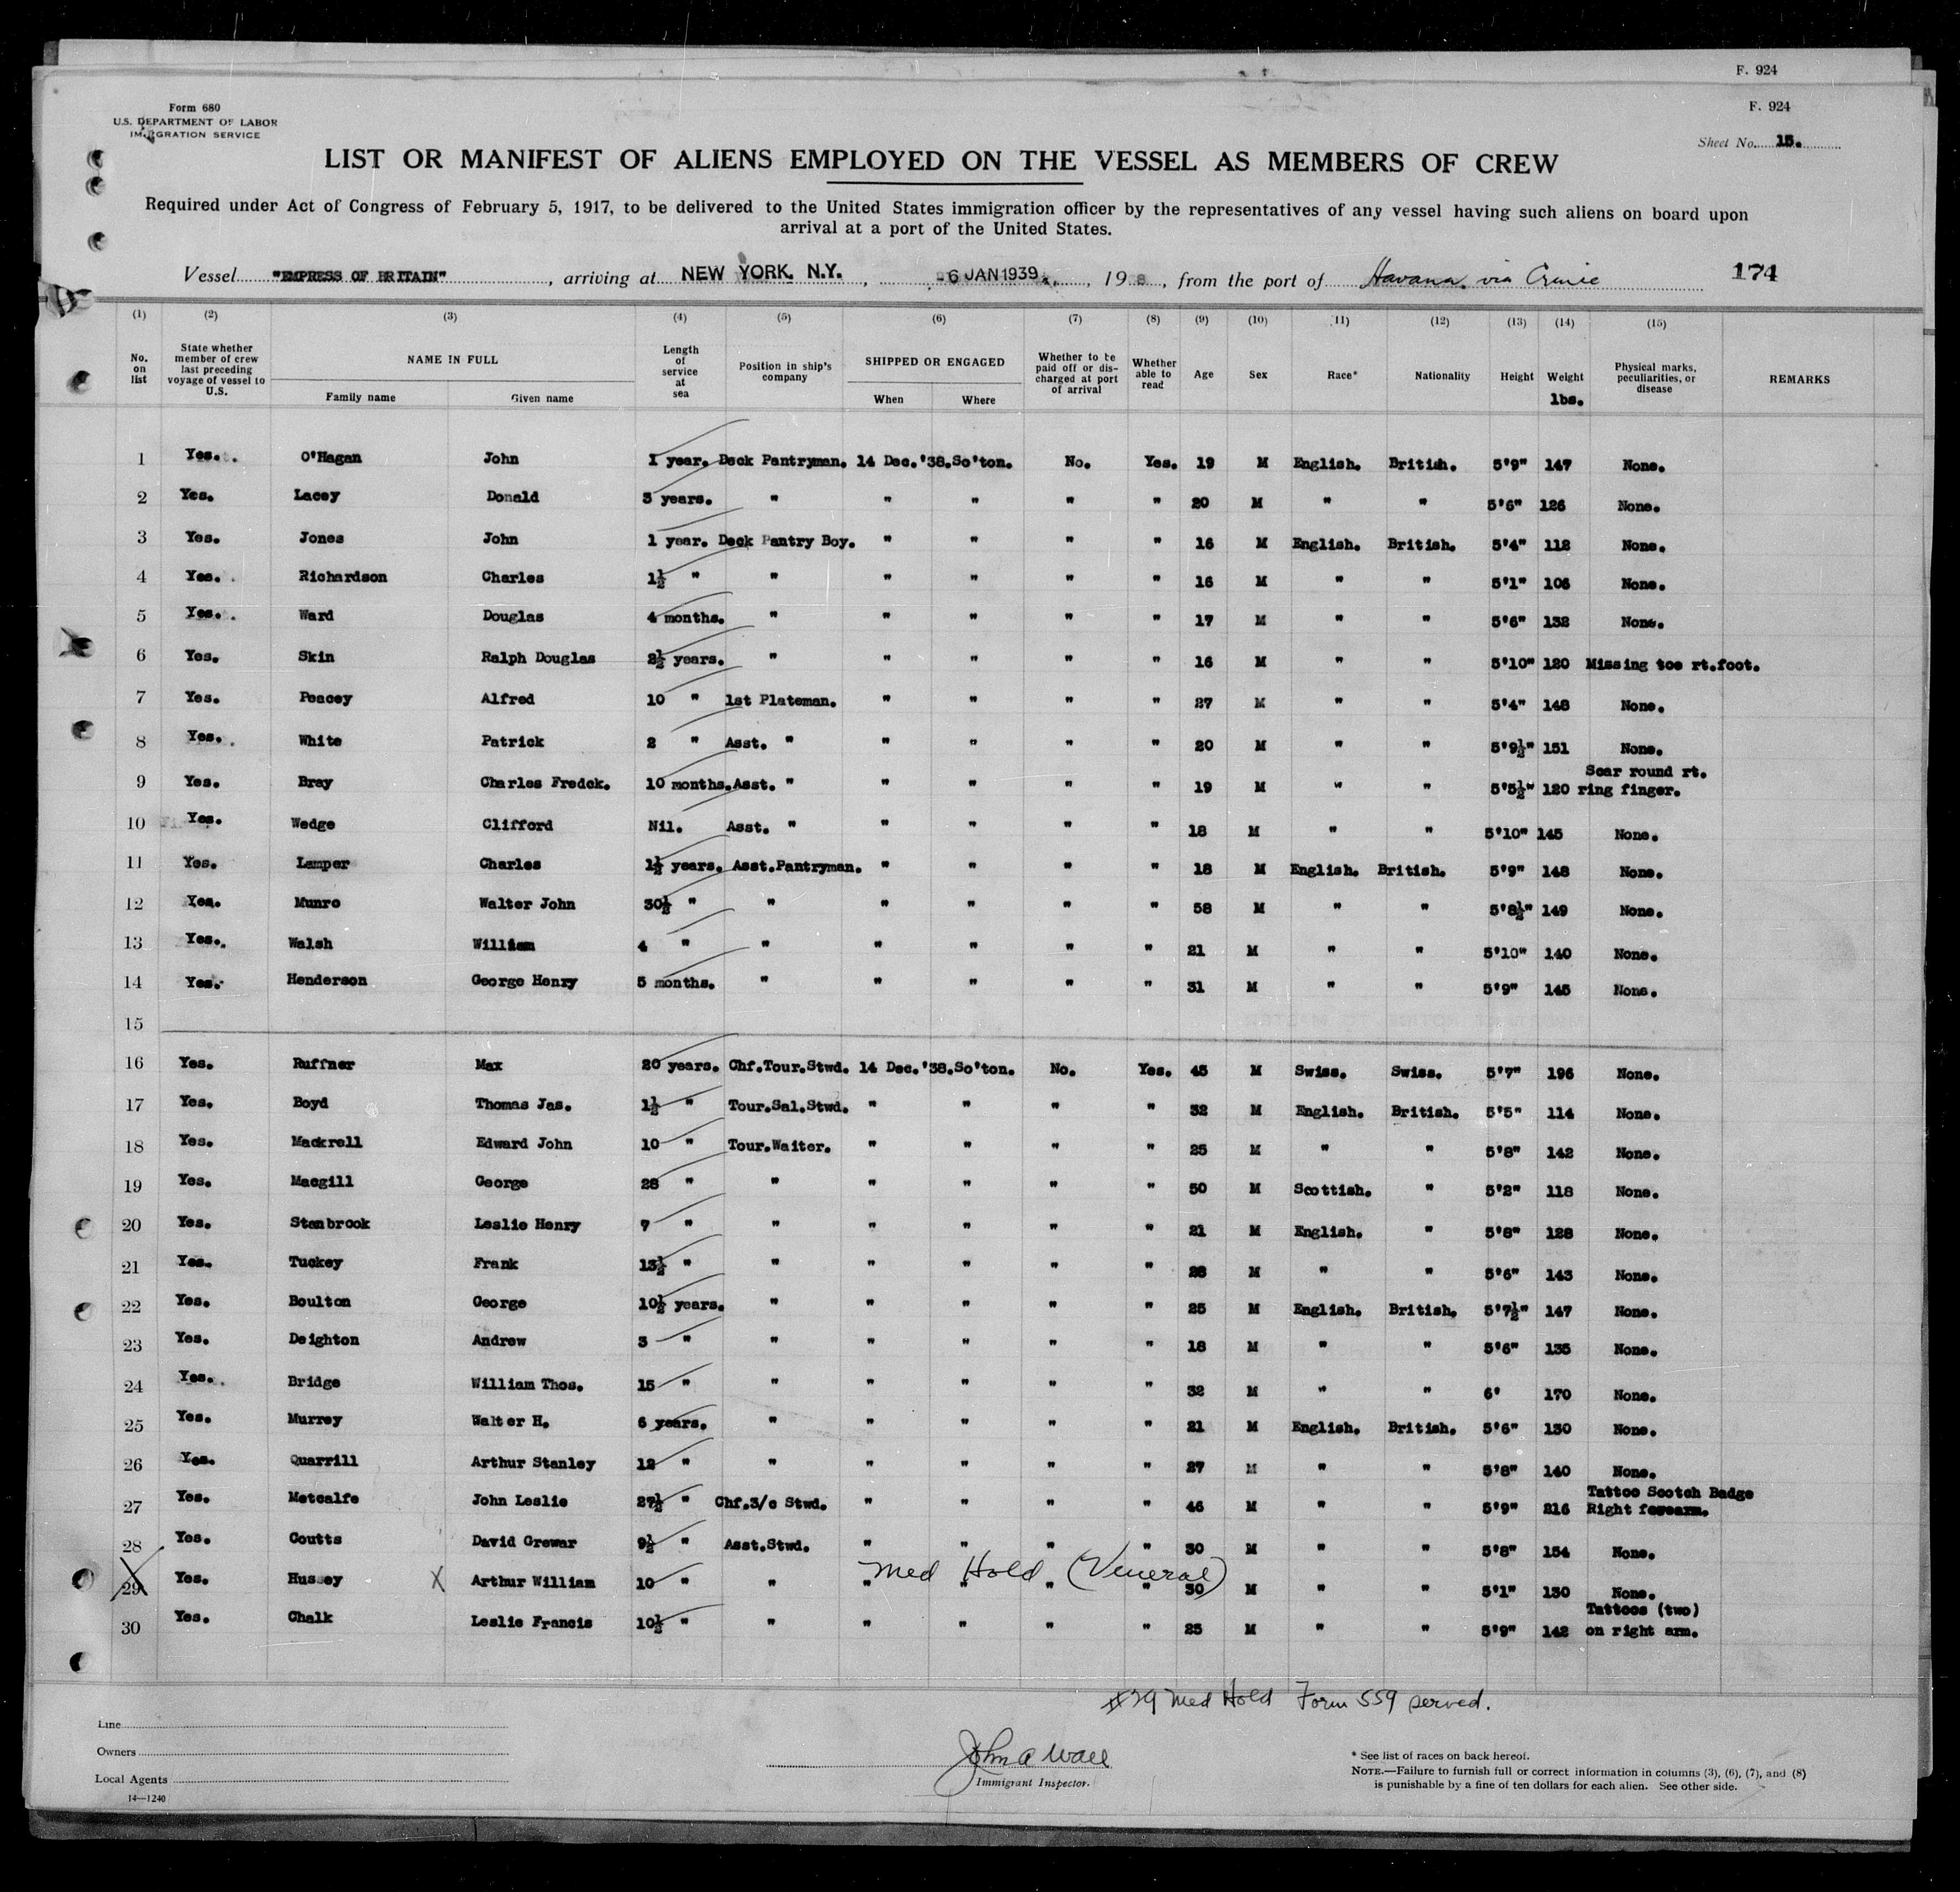 F. 924
F. 924
Form 680
U.S. DEPARTMENT OF LABOR
IMMIGRATION SERVICE
Sheet No. 15.
LIST OR MANIFEST OF ALIENS EMPLOYED ON THE VESSEL AS MEMBERS OF CREW
Required under Act of Congress of February 5, 1917, to be delivered to the United States immigration officer by the representatives of any vessel having such aliens on board upon
arrival at a port of the United States.
Vessel "EMPRESS OF BRITAIN", arriving at NEW YORK. N.Y., 6 JAN 1939, 19 8, from the port of Havana. via Cruise 174
(1) (2) (3) (4) (5) (6) (7) (8) (9) (10) (11) (12) (13) (14) (15)
No. on list State whether member of crew last preceding voyage of vessel to U.S. NAME IN FULL Family name Given name Length of service at sea Position in ship's company SHIPPED OR ENGAGED When Where Whether to be paid off or discharged at port of arrival Whether able to read Age Sex Race* Nationality Height Weight lbs. Physical marks, peculiarities, or disease REMARKS
1 Yes. O'Hagan John 1 year. Deck Pantryman. 14 Dec.'38. So'ton. No. Yes. 19 M English. British. 5'9" 147 None.
2 Yes. Lacey Donald 3 years. " " " " " 20 M " " 5'6" 126 None.
3 Yes. Jones John 1 year. Deck Pantry Boy. " " " " 16 M English. British. 5'4" 112 None.
4 Yes. Richardson Charles 1½ " " " " " " 16 M " " 5'1" 106 None.
5 Yes. Ward Douglas 4 months. " " " " " 17 M " " 5'6" 132 None.
6 Yes. Skin Ralph Douglas 2½ years. " " " " " 16 M " " 5'10" 120 Missing toe rt.foot.
7 Yes. Peacey Alfred 10 " 1st Plateman. " " " " 27 M " " 5'4" 148 None.
8 Yes. White Patrick 2 " Asst. " " " " " 20 M " " 5'9½" 151 None.
9 Yes. Bray Charles Fredck. 10 months. Asst. " " " " " 19 M " " 5'5½" 120 Scar round rt. ring finger.
10 Yes. Wedge Clifford Nil. Asst. " " " " " 18 M " " 5'10" 145 None.
11 Yes. Lamper Charles 1½ years. Asst.Pantryman. " " " " 18 M English. British. 5'9" 148 None.
12 Yes. Munro Walter John 30½ " " " " " " 58 M " " 5'8½" 149 None.
13 Yes. Walsh William 4 " " " " " " 21 M " " 5'10" 140 None.
14 Yes. Henderson George Henry 5 months. " " " " " 31 M " " 5'9" 145 None.
15
16 Yes. Ruffner Max 20 years. Chf.Tour.Stwd. 14 Dec.'38. So'ton. No. Yes. 45 M Swiss. Swiss. 5'7" 196 None.
17 Yes. Boyd Thomas Jas. 1½ " Tour.Sal.Stwd. " " " " 32 M English. British. 5'5" 114 None.
18 Yes. Mackrell Edward John 10 " Tour.Waiter. " " " " 25 M " " 5'8" 142 None.
19 Yes. Macgill George 28 " " " " " " 50 M Scottish. " 5'2" 118 None.
20 Yes. Stanbrook Leslie Henry 7 " " " " " " 21 M English. " 5'8" 128 None.
21 Yes. Tuckey Frank 13½ " " " " " " 28 M " " 5'6" 143 None.
22 Yes. Boulton George 10½ years. " " " " " 25 M English. British. 5'7½" 147 None.
23 Yes. Deighton Andrew 3 " " " " " " 18 M " " 5'6" 135 None.
24 Yes. Bridge William Thos. 15 " " " " " " 32 M " " 6' 170 None.
25 Yes. Murrey Walter H. 6 years. " " " " " 21 M English. British. 5'6" 130 None.
26 Yes. Quarrill Arthur Stanley 12 " " " " " " 27 M " " 5'8" 140 None.
27 Yes. Metcalfe John Leslie 27½ " Chf.3/c Stwd. " " " " 46 M " " 5'9" 216 Tattoo Scotch Badge Right forearm.
28 Yes. Coutts David Grewar 9½ " Asst.Stwd. " " " " 30 M " " 5'8" 154 None.
29 Yes. Hussey X Arthur William 10 " " " " " " 30 M " " 5'1" 130 None.
Med Hold (Veneral)
30 Yes. Chalk Leslie Francis 10½ " " " " " " 25 M " " 5'9" 142 Tattoos (two) on right arm.
#29 Med Hold Form 559 served.
Line
Owners
Local Agents
14—1240
John A Wall
Immigrant Inspector.
* See list of races on back hereof.
NOTE.—Failure to furnish full or correct information in columns (3), (6), (7), and (8)
is punishable by a fine of ten dollars for each alien. See other side.